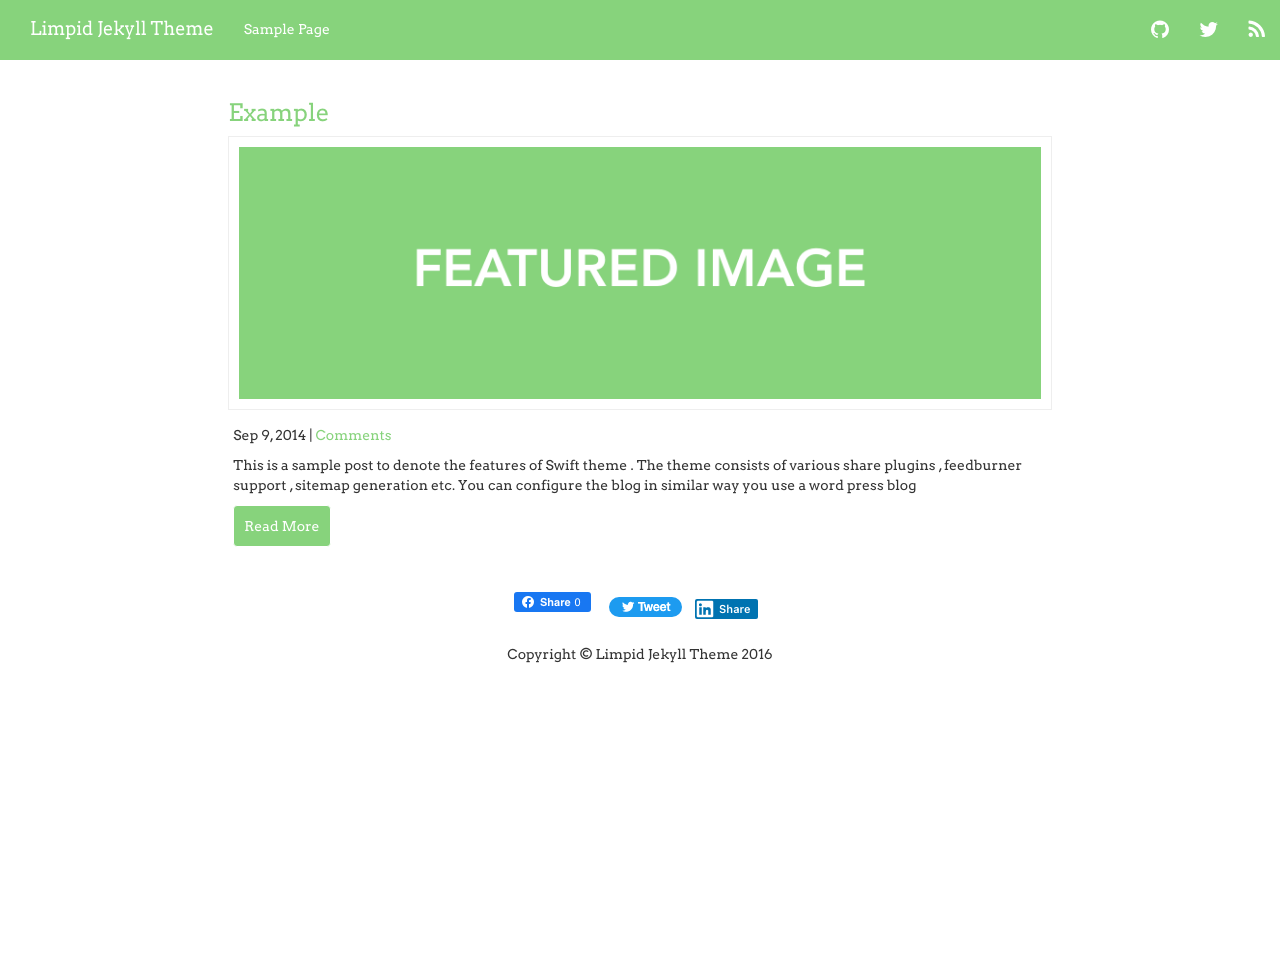 Limpid Jekyll Theme Sample Page
Example
FEATURED IMAGE
Sep 9, 2014 | Comments
This is a sample post to denote the features of Swift theme . The theme consists of various share plugins , feedburner
support , sitemap generation etc. You can configure the blog in similar way you use a word press blog
Read More
Share 0 Tweet in Share
Copyright © Limpid Jekyll Theme 2016